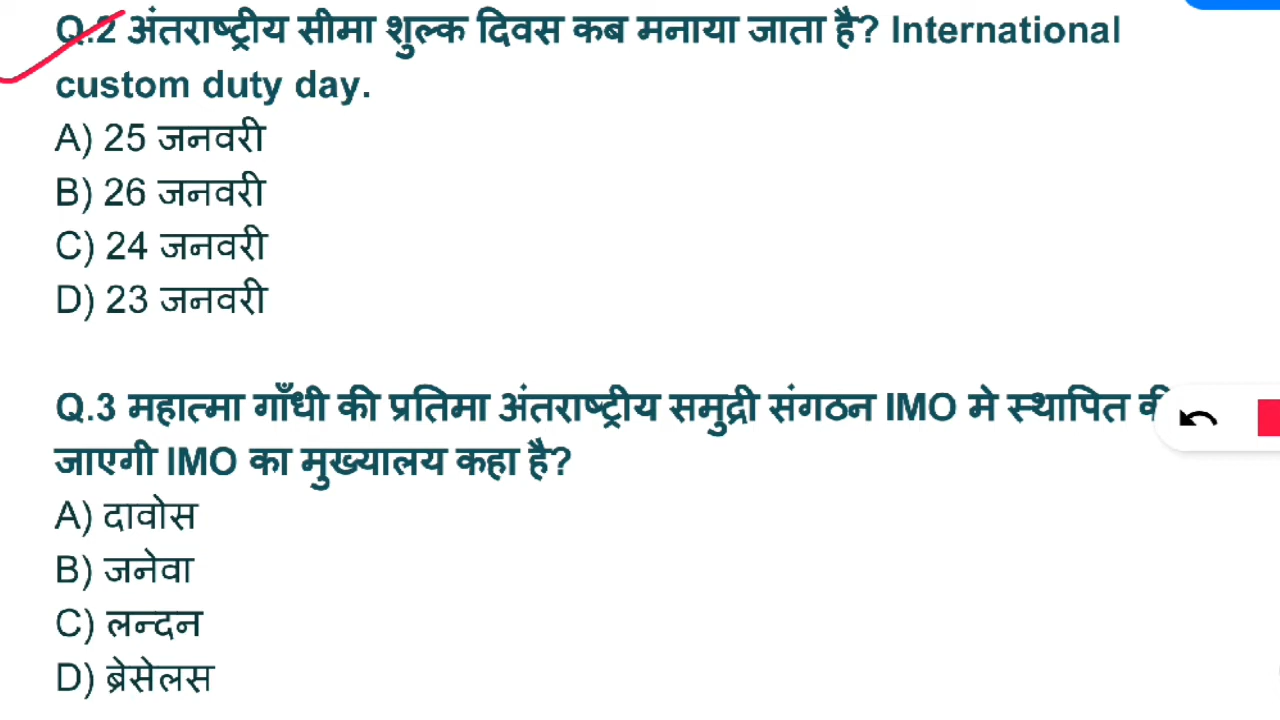 Q.2 अंतराष्ट्रीय सीमा शुल्क दिवस कब मनाया जाता है? International
custom duty day.
A) 25 जनवरी
B) 26 जनवरी
C) 24 जनवरी
D) 23 जनवरी
Q.3 महात्मा गाँधी की प्रतिमा अंतराष्ट्रीय समुद्री संगठन IMO मे स्थापित की
जाएगी IMO का मुख्यालय कहा है?
A) दावोस
B) जनेवा
C) लन्दन
D) ब्रेसेलस